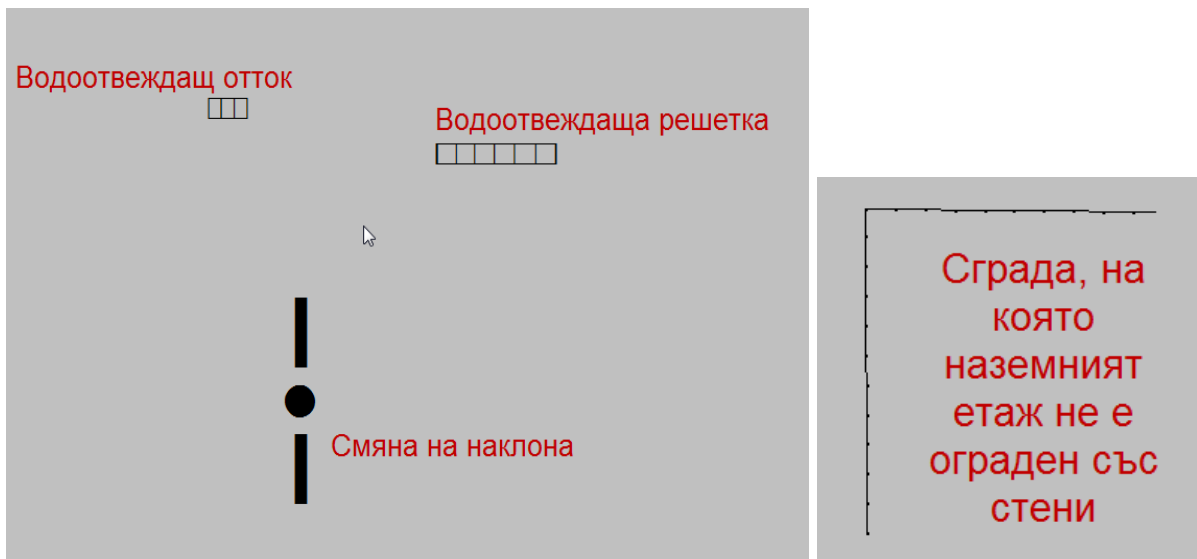 Водоотвеждащ отток
Водоотвеждаща решетка
Смяна на наклона
Сграда, на
която
наземният
етаж не е
ограден със
стени